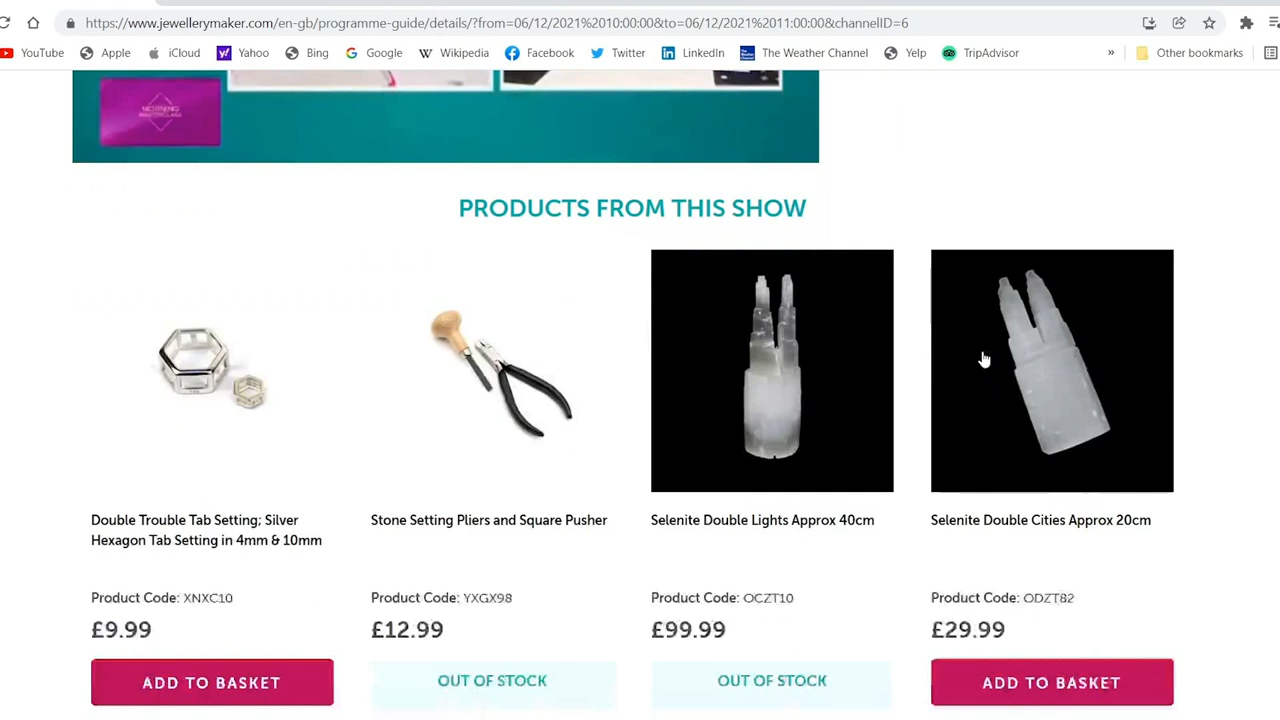 https://www.jewellerymaker.com/en-gb/programme-guide/details/?from=06/12/2021%2010:00:00&to=06/12/2021%2011:00:00&channelID=6
YouTube Apple iCloud Yahoo Bing Google Wikipedia Facebook Twitter LinkedIn The Weather Channel Yelp TripAdvisor » Other bookmarks
MASTERCLASS
PRODUCTS FROM THIS SHOW
Double Trouble Tab Setting; Silver
Hexagon Tab Setting in 4mm & 10mm
Product Code: XNXC10
£9.99
ADD TO BASKET
Stone Setting Pliers and Square Pusher
Product Code: YXGX98
£12.99
OUT OF STOCK
Selenite Double Lights Approx 40cm
Product Code: OCZT10
£99.99
OUT OF STOCK
Selenite Double Cities Approx 20cm
Product Code: ODZT82
£29.99
ADD TO BASKET